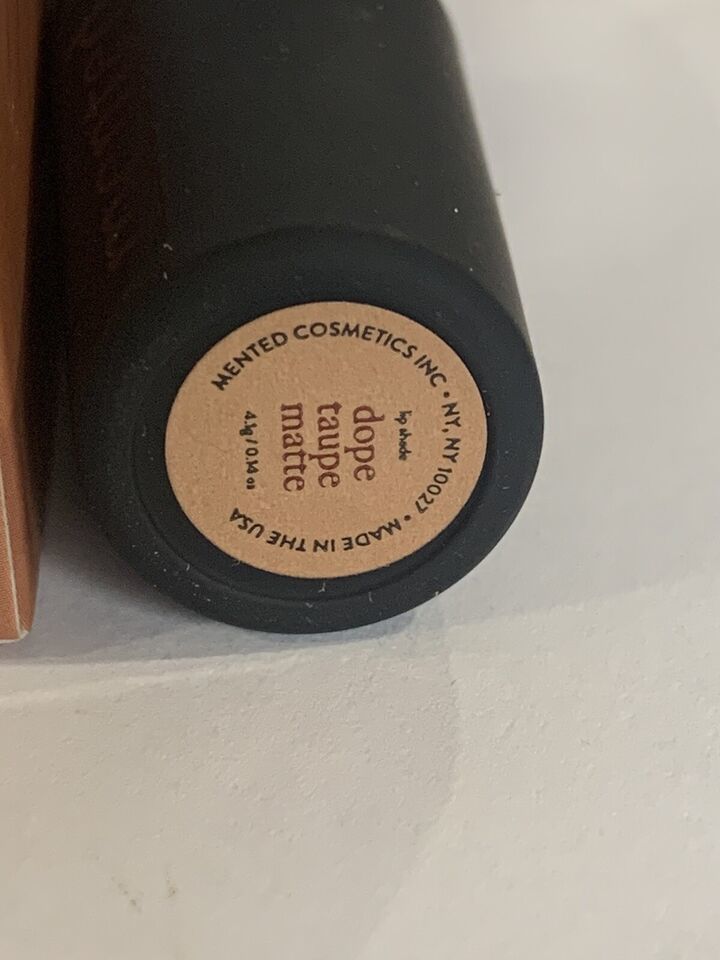 MENTED COSMETICS INC • NY, NY 10027 • MADE IN THE USA
lip shade
dope
taupe
matte
4.1g / 0.14 oz